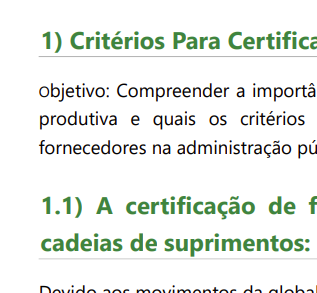 1) Critérios Para Certifica
Objetivo: Compreender a importâ
produtiva e quais os critérios
fornecedores na administração pú
1.1) A certificação de f
cadeias de suprimentos:
Devido aos movimentos da global